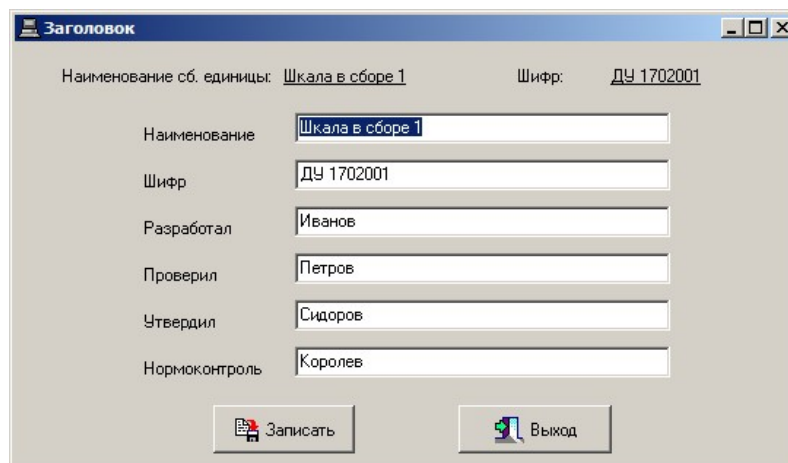 Заголовок
Наименование сб. единицы: Шкала в сборе 1 Шифр: ДУ 1702001
Наименование Шкала в сборе 1
Шифр ДУ 1702001
Разработал Иванов
Проверил Петров
Утвердил Сидоров
Нормоконтроль Королев
Записать Выход